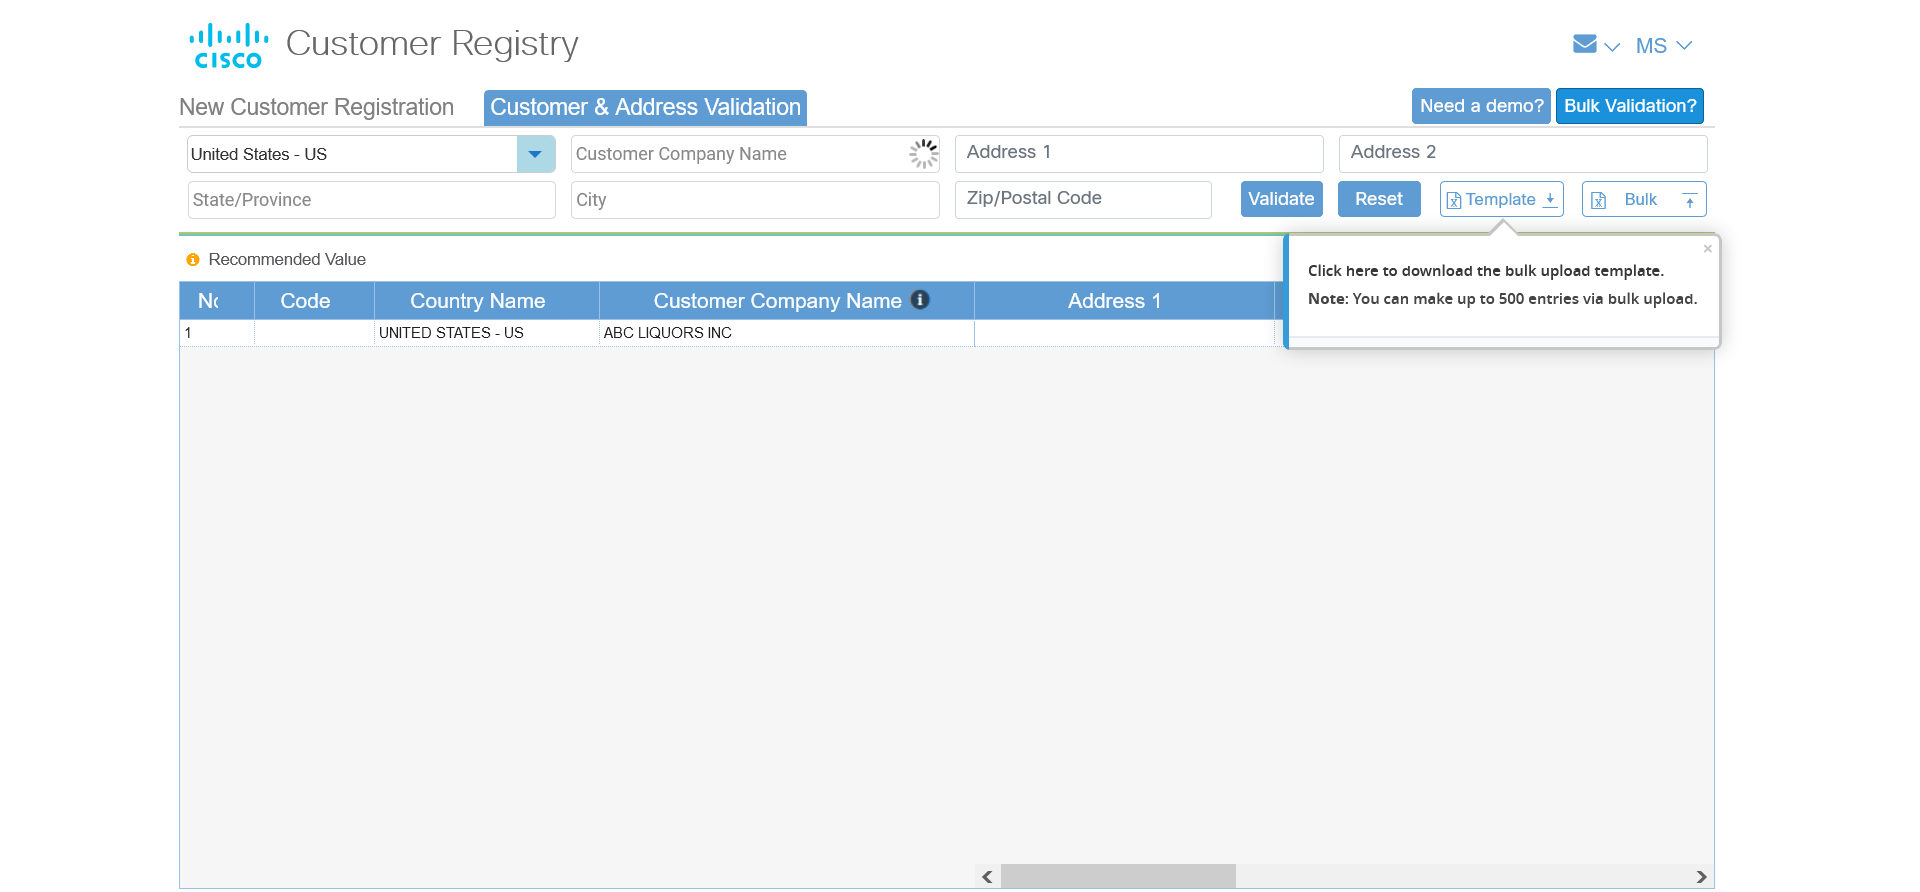 CISCO Customer Registry
MS
New Customer Registration
Customer & Address Validation
Need a demo?
Bulk Validation?
United States - US
Customer Company Name
Address 1
Address 2
State/Province
City
Zip/Postal Code
Validate
Reset
Template
Bulk
Recommended Value
Click here to download the bulk upload template.
Note: You can make up to 500 entries via bulk upload.
×
Code
Country Name
Customer Company Name
Address 1
1
UNITED STATES - US
ABC LIQUORS INC